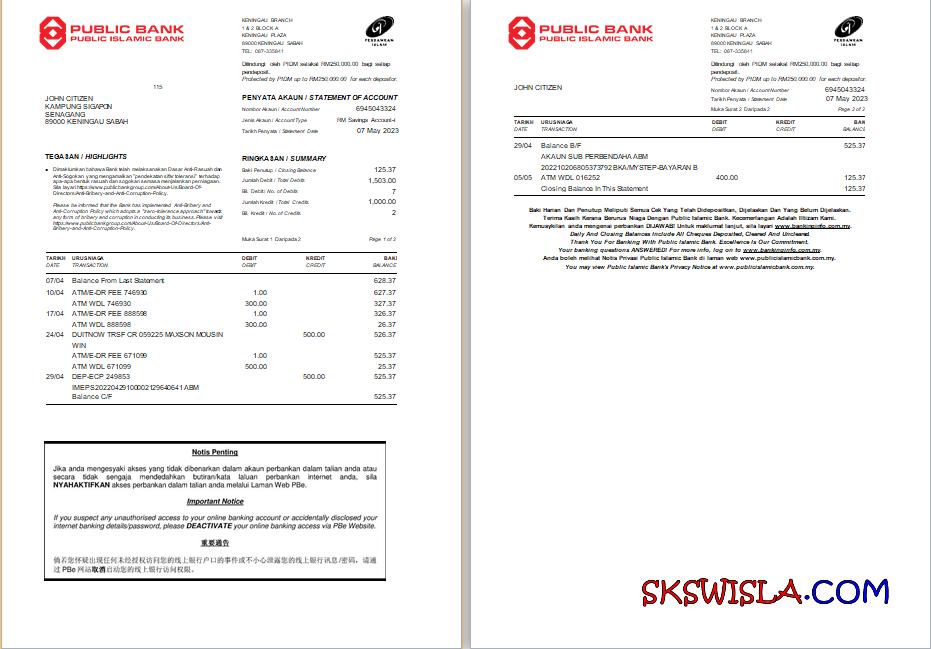 PUBLIC BANK
PUBLIC ISLAMIC BANK
KENINGAU BRANCH
1 & 2 BLOCK A
KENINGAU PLAZA
89000 KENINGAU SABAH
TEL: 087-335841
PERBANKAN
ISLAM
Dilindungi oleh PIDM setakat RM250,000.00 bagi setiap
pendeposit.
Protected by PIDM up to RM250,000.00 for each depositor.
115
JOHN CITIZEN
KAMPUNG SIGAPON
SENAGANG
89000 KENINGAU SABAH
PENYATA AKAUN / STATEMENT OF ACCOUNT
Nombor Akaun / Account Number 6945043324
Jenis Akaun / Account Type RM Savings Account-i
Tarikh Penyata / Statement Date 07 May 2023
TEGASAN / HIGHLIGHTS
Dimaklumkan bahawa Bank telah melaksanakan Dasar Anti-Rasuah dan
Anti-Sogokan yang mengamalkan "pendekatan sifar toleransi" terhadap
apa-apa bentuk rasuah dan sogokan semasa menjalankan perniagaan.
Sila layari https://www.publicbankgroup.com/About-Us/Board-Of-
Directors/Anti-Bribery-and-Anti-Corruption-Policy.
Please be informed that the Bank has implemented Anti-Bribery and
Anti-Corruption Policy which adopts a "zero-tolerance approach" towards
any form of bribery and corruption in conducting its business. Please visit
https://www.publicbankgroup.com/About-Us/Board-Of-Directors/Anti-
Bribery-and-Anti-Corruption-Policy.
RINGKASAN / SUMMARY
Baki Penutup / Closing Balance 125.37
Jumlah Debit / Total Debits 1,503.00
Bil. Debit / No. of Debits 7
Jumlah Kredit / Total Credits 1,000.00
Bil. Kredit / No. of Credits 2
Muka Surat 1 Daripada 2 Page 1 of 3
TARIKH URUSNIAGA DEBIT KREDIT BAKI
DATE TRANSACTION DEBIT CREDIT BALANCE
07/04 Balance From Last Statement 628.37
10/04 ATM/E-DR FEE 746930 1.00 627.37
ATM WDL 746930 300.00 327.37
17/04 ATM/E-DR FEE 888598 1.00 326.37
ATM WDL 888598 300.00 26.37
24/04 DUITNOW TRSF CR 059225 MAXSON MOUSIN 500.00 526.37
WIN
ATM/E-DR FEE 671099 1.00 525.37
ATM WDL 671099 500.00 25.37
29/04 DEP-ECP 249853 500.00 525.37
IMEPS20220429100002129640641 ABM
Balance C/F 525.37
Notis Penting
Jika anda mengesyaki akses yang tidak dibenarkan dalam akaun perbankan dalam talian anda atau
secara tidak sengaja mendedahkan butiran/kata laluan perbankan internet anda, sila
NYAHAKTIFKAN akses perbankan dalam talian anda melalui Laman Web PBe.
Important Notice
If you suspect any unauthorised access to your online banking account or accidentally disclosed your
internet banking details/password, please DEACTIVATE your online banking access via PBe Website.
重要通告
倘若您怀疑出现任何未经授权访问您的线上银行户口的事件或不小心泄露您的线上银行讯息/密码，请通
过 PBe 网站取消启动您的线上银行访问权限。
PUBLIC BANK
PUBLIC ISLAMIC BANK
KENINGAU BRANCH
1 & 2 BLOCK A
KENINGAU PLAZA
89000 KENINGAU SABAH
TEL: 087-335841
PERBANKAN
ISLAM
Dilindungi oleh PIDM setakat RM250,000.00 bagi setiap
pendeposit.
Protected by PIDM up to RM250,000.00 for each depositor.
JOHN CITIZEN
Nombor Akaun / Account Number 6945043324
Tarikh Penyata / Statement Date 07 May 2023
Muka Surat 2 Daripada 2 Page 2 of 3
TARIKH URUSNIAGA DEBIT KREDIT BAKI
DATE TRANSACTION DEBIT CREDIT BALANCE
29/04 Balance B/F 525.37
AKAUN SUB PERBENDAHA ABM
2022102068053737 92 BKA/MYSTEP-BAYARAN B
05/05 ATM WDL 016252 400.00 125.37
Closing Balance In This Statement 125.37
Baki Harian Dan Penutup Meliputi Semua Cek Yang Telah Didepositkan, Dijelaskan Dan Yang Belum Dijelaskan.
Terima Kasih Kerana Berurus Niaga Dengan Public Islamic Bank. Kecemerlangan Adalah Iltizam Kami.
Kemusykilan anda mengenai perbankan DIJAWAB! Untuk maklumat lanjut, sila layari www.bankinginfo.com.my.
Daily And Closing Balances Include All Cheques Deposited, Cleared And Uncleared.
Thank You For Banking With Public Islamic Bank. Excellence Is Our Commitment.
Your banking questions ANSWERED! For more info, log on to www.bankinginfo.com.my.
Anda boleh melihat Notis Privasi Public Islamic Bank di laman web www.publicislamicbank.com.my.
You may view Public Islamic Bank's Privacy Notice at www.publicislamicbank.com.my.
SKSWISLA.COM